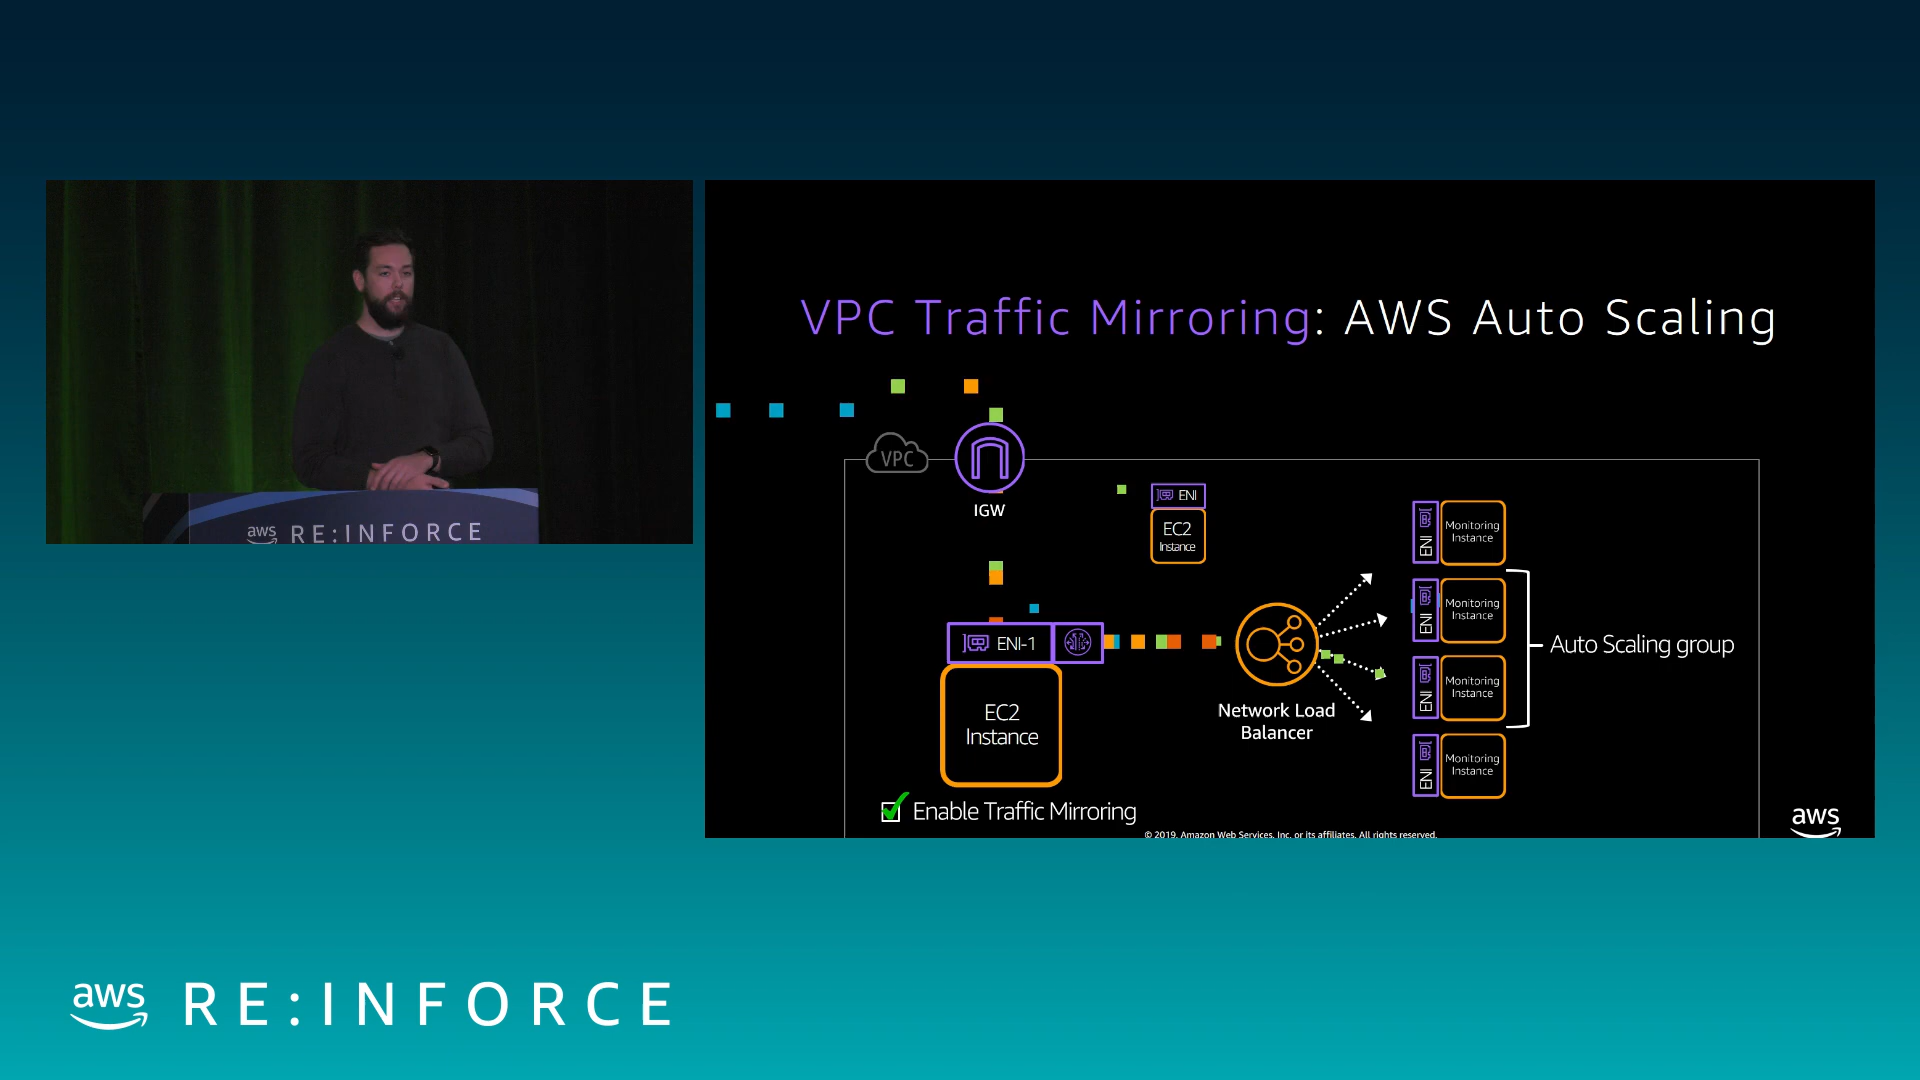 aws RE:INFORCE
VPC Traffic Mirroring: AWS Auto Scaling
VPC
IGW
ENI
EC2
Instance
ENI-1
EC2
Instance
Enable Traffic Mirroring
Network Load
Balancer
ENI
Monitoring
Instance
ENI
Monitoring
Instance
ENI
Monitoring
Instance
ENI
Monitoring
Instance
Auto Scaling group
© 2019, Amazon Web Services, Inc. or its affiliates. All rights reserved.
aws
aws RE:INFORCE